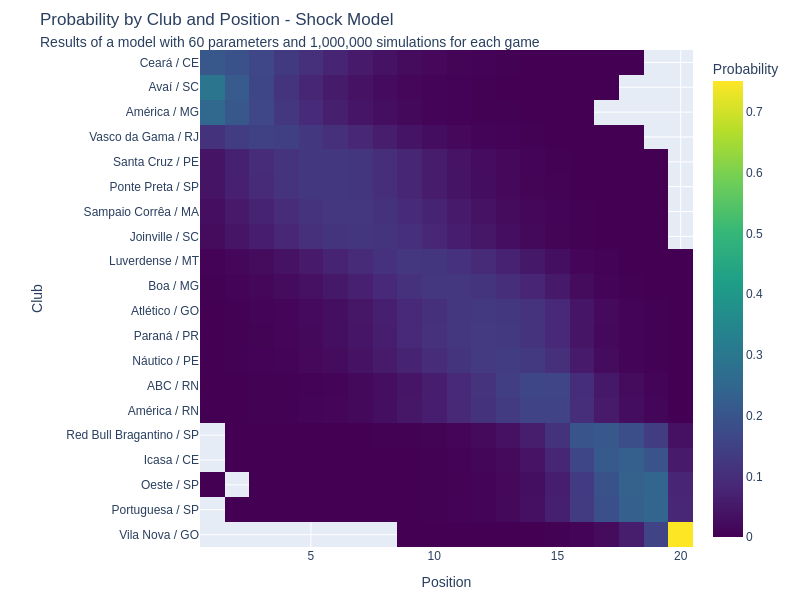 Probability by Club and Position - Shock Model
Results of a model with 60 parameters and 1,000,000 simulations for each game
Probability
Ceará / CE
Avaí / SC
América / MG
Vasco da Gama / RJ
Santa Cruz / PE
Ponte Preta / SP
Sampaio Corrêa / MA
Joinville / SC
Luverdense / MT
Boa / MG
Atlético / GO
Paraná / PR
Náutico / PE
ABC / RN
América / RN
Red Bull Bragantino / SP
Icasa / CE
Oeste / SP
Portuguesa / SP
Vila Nova / GO
Club
5
10
15
20
Position
0.7
0.6
0.5
0.4
0.3
0.2
0.1
0